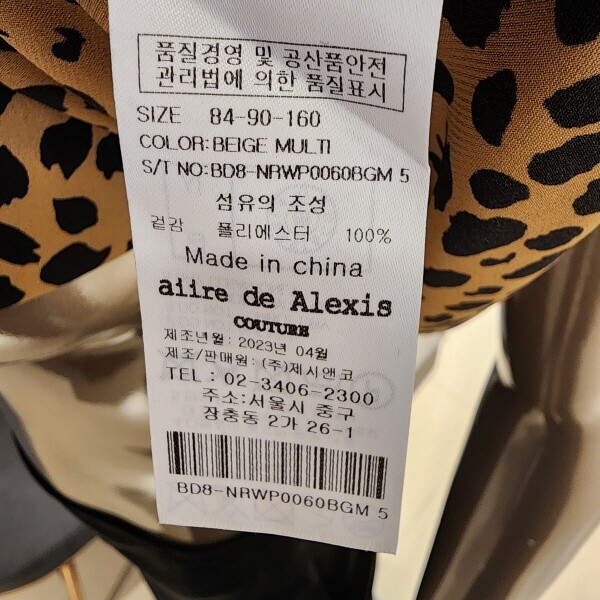 품질경영 및 공산품안전
관리법에 의한 품질표시
SIZE 84-90-160
COLOR:BEIGE MULTI
S/T NO:BD8-NRWP0060BGM 5
섬유의 조성
겉감 폴리에스터 100%
Made in china
aiire de Alexis
COUTURE
제조년월: 2023년 04월
제조/판매원: (주)제시앤코
TEL : 02-3406-2300
주소:서울시 중구
장충동 2가 26-1
BD8-NRWP0060BGM 5